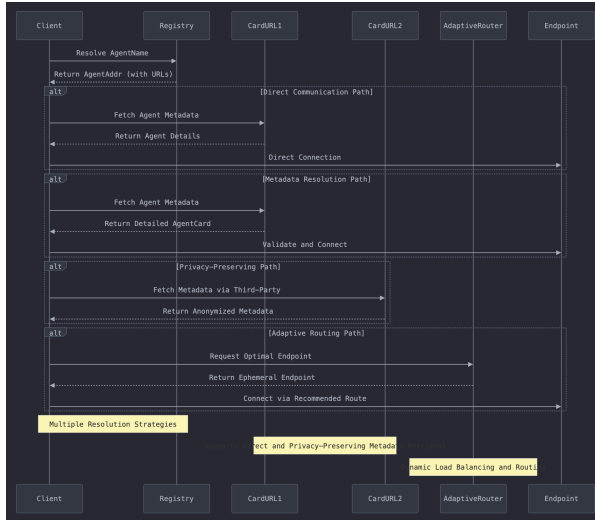 Client Registry CardURL1 CardURL2 AdaptiveRouter Endpoint
Resolve AgentName
Return AgentAddr (with URLs)
alt [Direct Communication Path]
Fetch Agent Metadata
Return Agent Details
Direct Connection
alt [Metadata Resolution Path]
Fetch Agent Metadata
Return Detailed AgentCard
Validate and Connect
alt [Privacy-Preserving Path]
Fetch Metadata via Third-Party
Return Anonymized Metadata
alt [Adaptive Routing Path]
Request Optimal Endpoint
Return Ephemeral Endpoint
Connect via Recommended Route
Multiple Resolution Strategies
and Privacy-Preserving Metada
Load Balancing and Routi
Client Registry CardURL1 CardURL2 AdaptiveRouter Endpoint